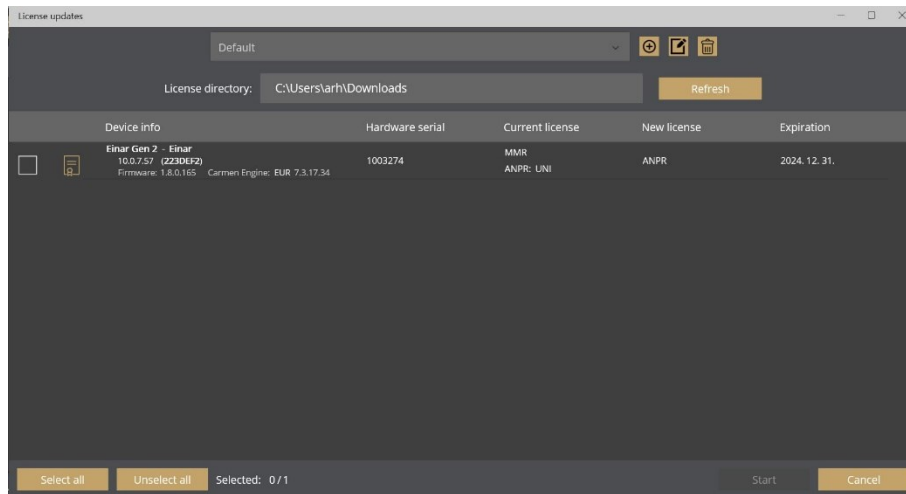 License updates
Default
License directory: C:\Users\arh\Downloads
Refresh
Device info Hardware serial Current license New license Expiration
Einar Gen 2 - Einar
10.0.7.57 (223DEF2)
Firmware: 1.8.0.165 Carmen Engine: EUR 7.3.17.34
1003274
MMR
ANPR: UNI
ANPR
2024. 12. 31.
Select all Unselect all Selected: 0 / 1 Start Cancel